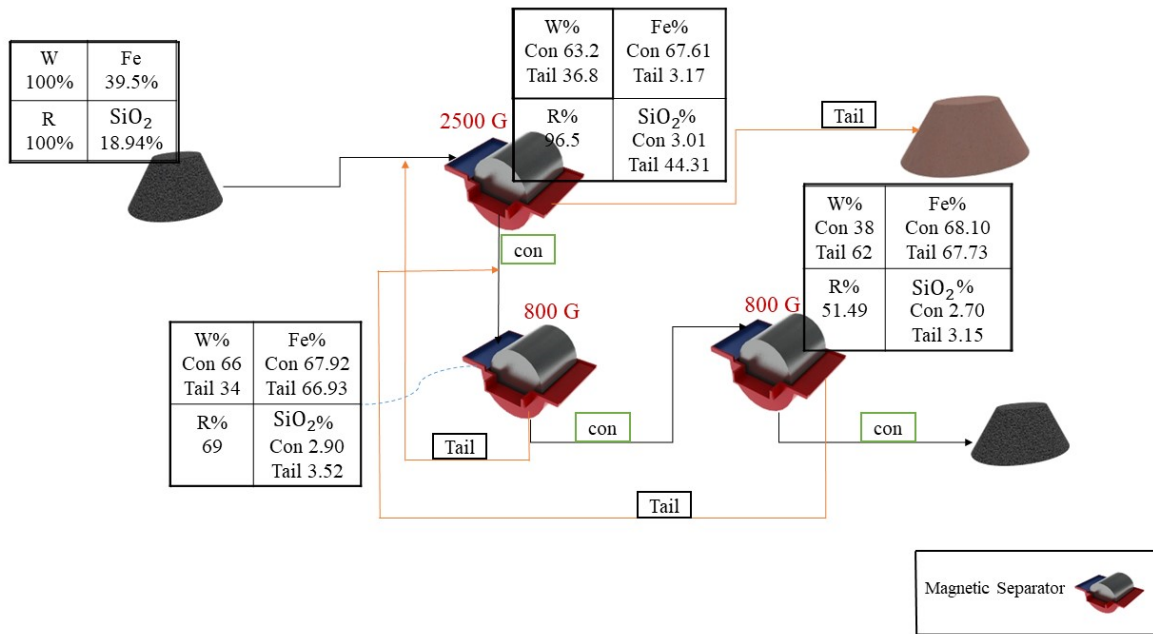 W
100%
Fe
39.5%
R
100%
SiO₂
18.94%
2500 G
W%
Con 63.2
Tail 36.8
Fe%
Con 67.61
Tail 3.17
R%
96.5
SiO₂%
Con 3.01
Tail 44.31
Tail
con
W%
Con 38
Tail 62
Fe%
Con 68.10
Tail 67.73
R%
51.49
SiO₂%
Con 2.70
Tail 3.15
800 G
800 G
W%
Con 66
Tail 34
Fe%
Con 67.92
Tail 66.93
R%
69
SiO₂%
Con 2.90
Tail 3.52
Tail
con
con
Tail
Magnetic Separator